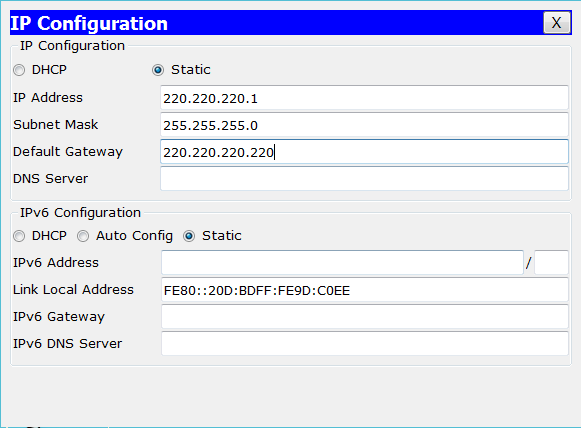 IP Configuration X
IP Configuration
DHCP Static
IP Address 220.220.220.1
Subnet Mask 255.255.255.0
Default Gateway 220.220.220.220
DNS Server
IPv6 Configuration
DHCP Auto Config Static
IPv6 Address /
Link Local Address FE80::20D:BDFF:FE9D:C0EE
IPv6 Gateway
IPv6 DNS Server